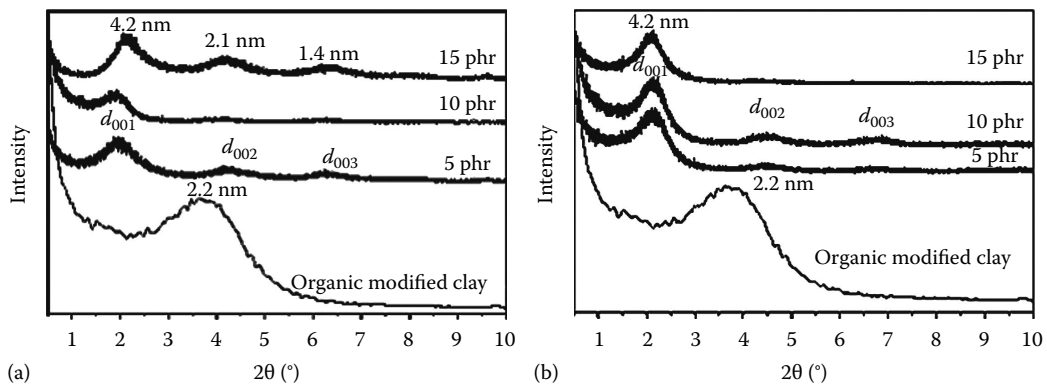 4.2 nm
2.1 nm
1.4 nm
15 phr
10 phr
d001
d002
d003
5 phr
2.2 nm
Organic modified clay
Intensity
1 2 3 4 5 6 7 8 9 10
(a)
2θ (°)
4.2 nm
15 phr
d001
d002
d003
10 phr
5 phr
2.2 nm
Organic modified clay
Intensity
1 2 3 4 5 6 7 8 9 10
(b)
2θ (°)